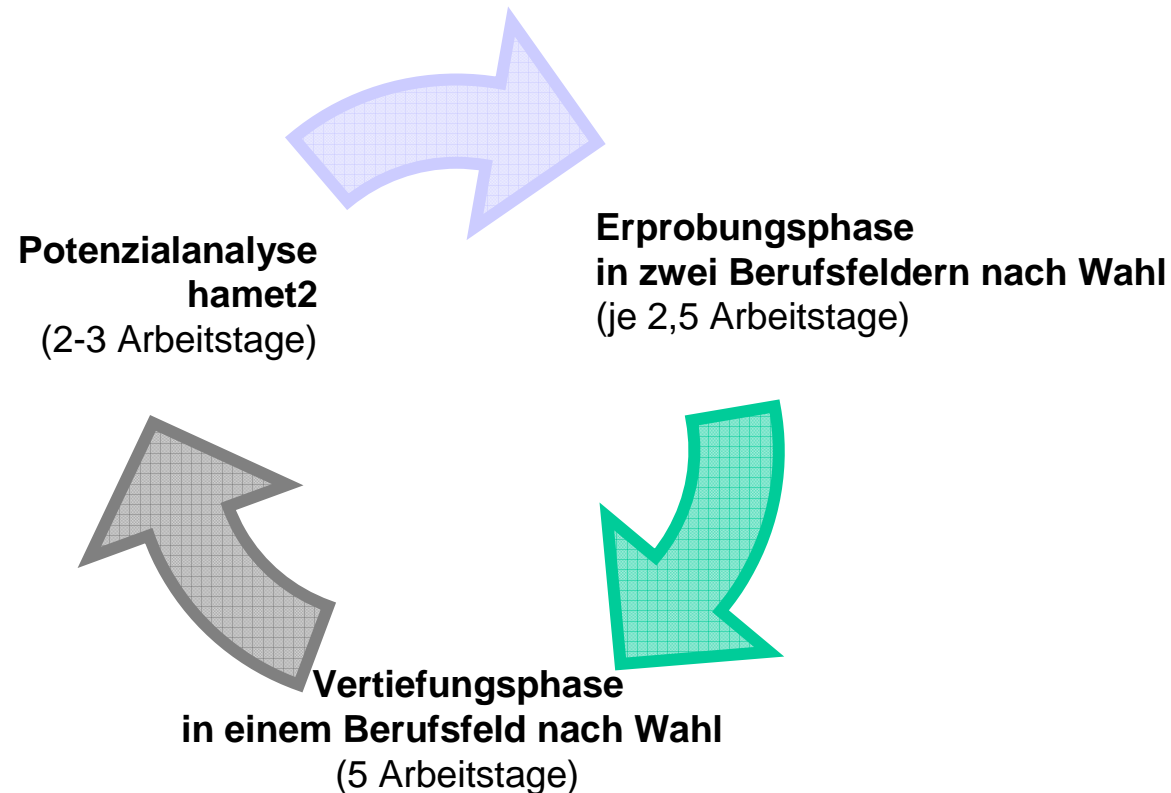 Potenzialanalyse
hamet2
(2-3 Arbeitstage)
Erprobungsphase
in zwei Berufsfeldern nach Wahl
(je 2,5 Arbeitstage)
Vertiefungsphase
in einem Berufsfeld nach Wahl
(5 Arbeitstage)